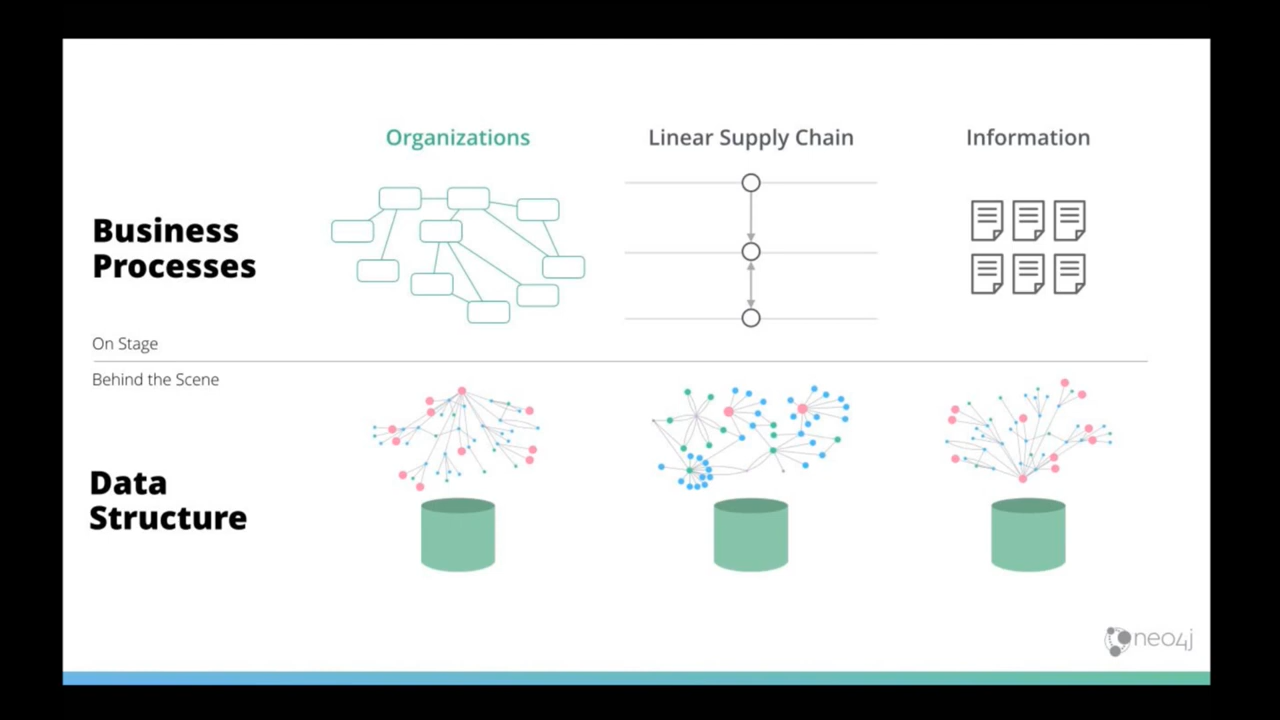 Organizations
Linear Supply Chain
Information
Business
Processes
On Stage
Behind the Scene
Data
Structure
neo4j